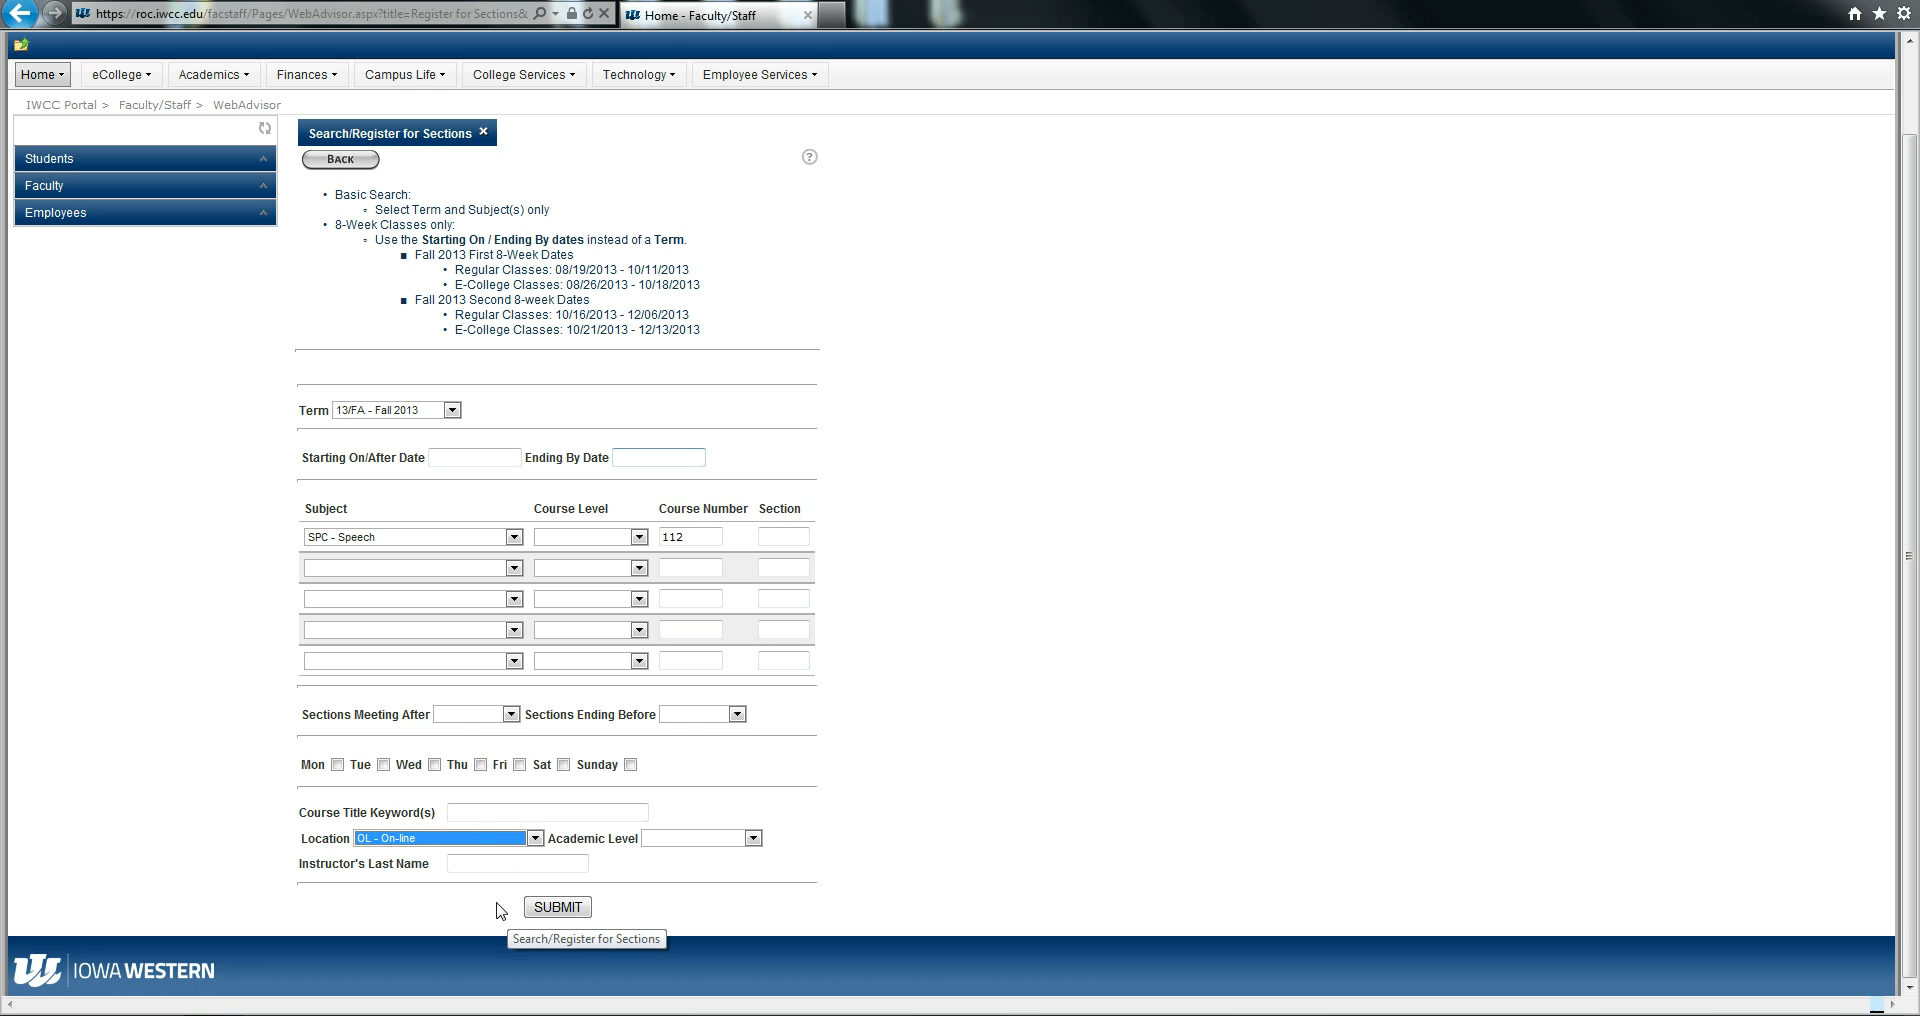 https://roc.iwcc.edu/facstaff/Pages/WebAdvisor.aspx?title=Register for Sections&
Home - Faculty/Staff
Home eCollege Academics Finances Campus Life College Services Technology Employee Services
IWCC Portal > Faculty/Staff > WebAdvisor
Students
Faculty
Employees
Search/Register for Sections
BACK
?
• Basic Search:
◦ Select Term and Subject(s) only
• 8-Week Classes only:
◦ Use the Starting On / Ending By dates instead of a Term.
▪ Fall 2013 First 8-Week Dates
• Regular Classes: 08/19/2013 - 10/11/2013
• E-College Classes: 08/26/2013 - 10/18/2013
▪ Fall 2013 Second 8-week Dates
• Regular Classes: 10/16/2013 - 12/06/2013
• E-College Classes: 10/21/2013 - 12/13/2013
Term 13/FA - Fall 2013
Starting On/After Date Ending By Date
Subject Course Level Course Number Section
SPC - Speech 112
Sections Meeting After Sections Ending Before
Mon Tue Wed Thu Fri Sat Sunday
Course Title Keyword(s)
Location OL - On-line Academic Level
Instructor's Last Name
SUBMIT
Search/Register for Sections
IOWA WESTERN